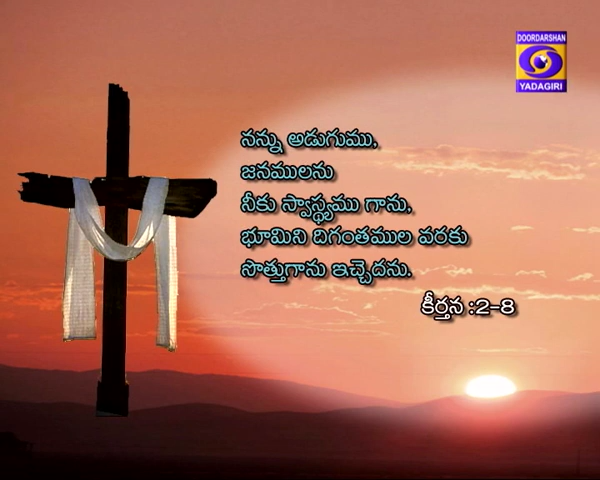 DOORDARSHAN
YADAGIRI
నన్ను అడుగుము,
జనములను
నీకు స్వాస్థ్యము గాను,
భూమిని దిగంతముల వరకు
సొత్తుగాను ఇచ్చెదను.
కీర్తన :2-8